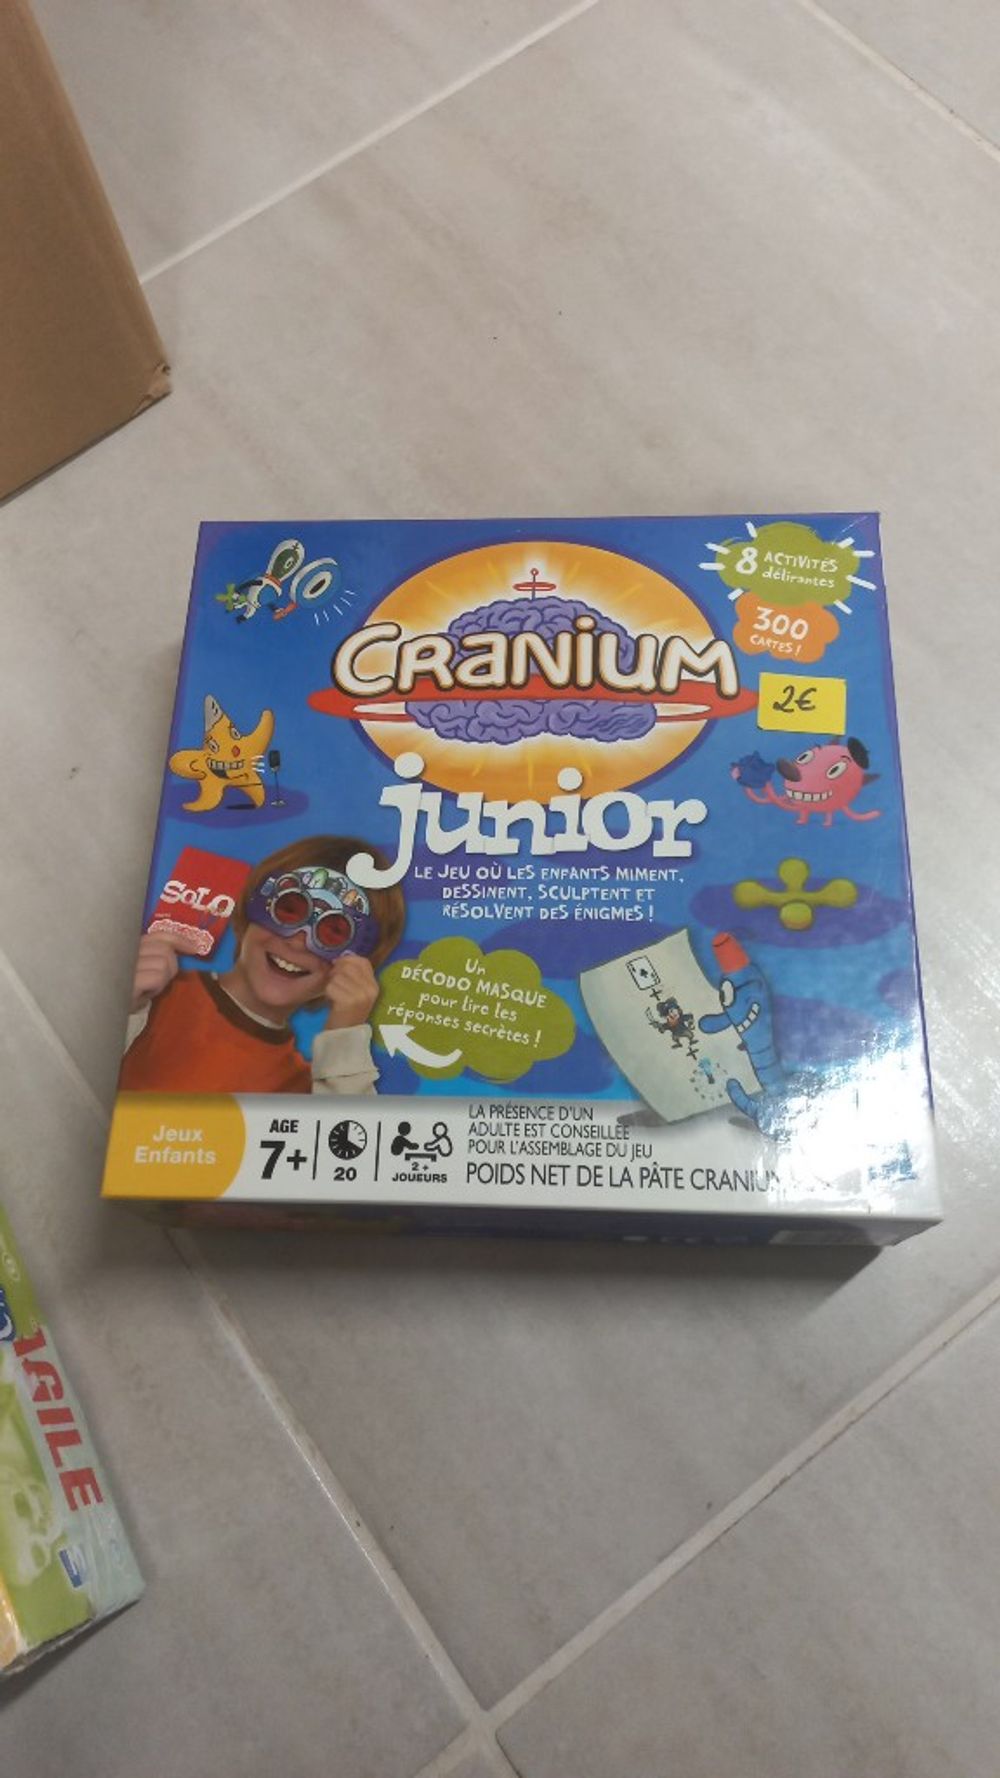 CRANIUM
junior
LE JEU OÙ LES ENFANTS MIMENT,
DESSINENT, SCULPTENT ET
RÉSOLVENT DES ÉNIGMES !
8 ACTIVITÉS
délirantes
300
CARTES !
2€
SOLO
Un
DÉCODO MASQUE
pour lire les
réponses secrètes !
Jeux
Enfants
AGE
7+
20
2+
JOUEURS
LA PRÉSENCE D'UN
ADULTE EST CONSEILLÉE
POUR L'ASSEMBLAGE DU JEU
POIDS NET DE LA PÂTE CRANIUM
AGILE